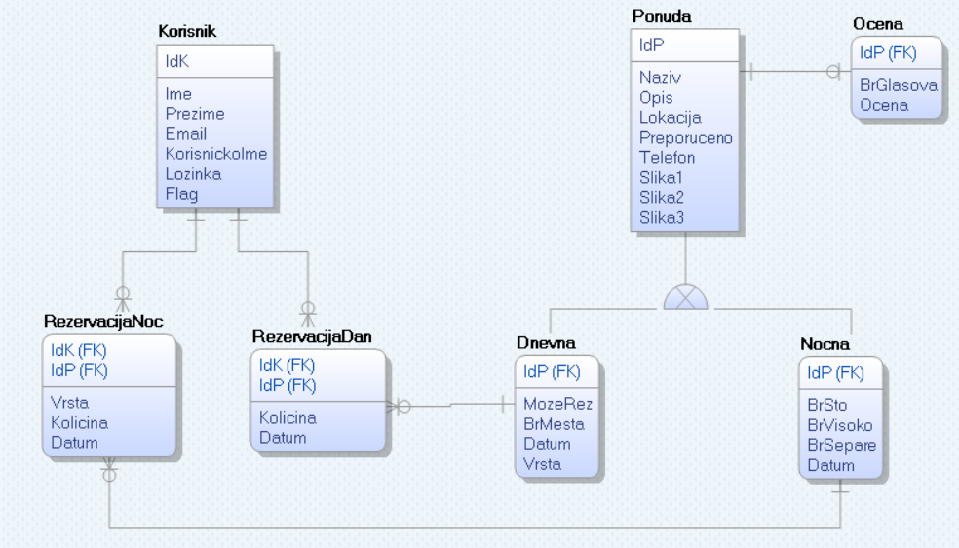 Korisnik
IdK
Ime
Prezime
Email
KorisnickoIme
Lozinka
Flag
Ponuda
IdP
Naziv
Opis
Lokacija
Preporuceno
Telefon
Slika1
Slika2
Slika3
Ocena
IdP (FK)
BrGlasova
Ocena
RezervacijaNoc
IdK (FK)
IdP (FK)
Vrsta
Kolicina
Datum
RezervacijaDan
IdK (FK)
IdP (FK)
Kolicina
Datum
Dnevna
IdP (FK)
MozeRez
BrMesta
Datum
Vrsta
Nocna
IdP (FK)
BrSto
BrVisoko
BrSepare
Datum